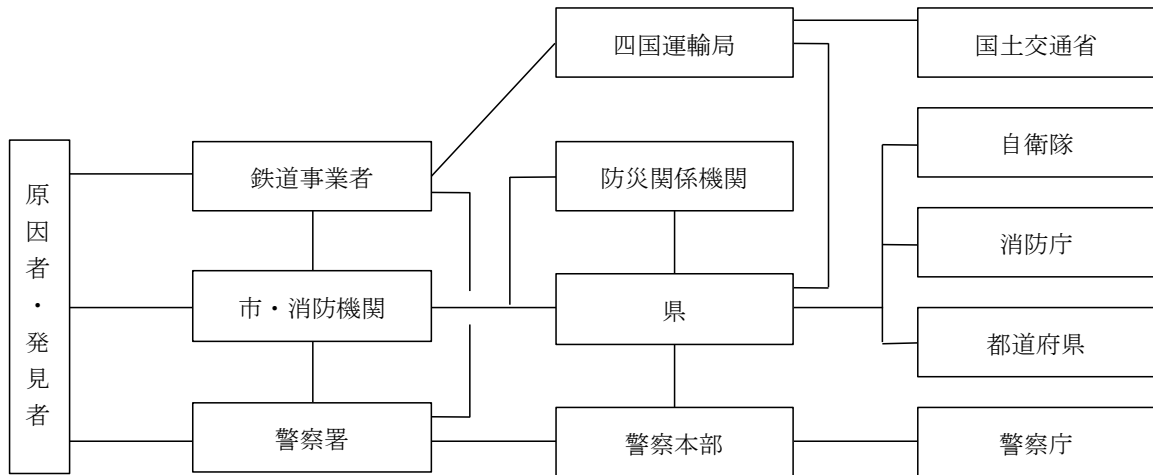 四国運輸局
国土交通省
自衛隊
鉄道事業者
防災関係機関
原因者・発見者
消防庁
市・消防機関
県
都道府県
警察署
警察本部
警察庁